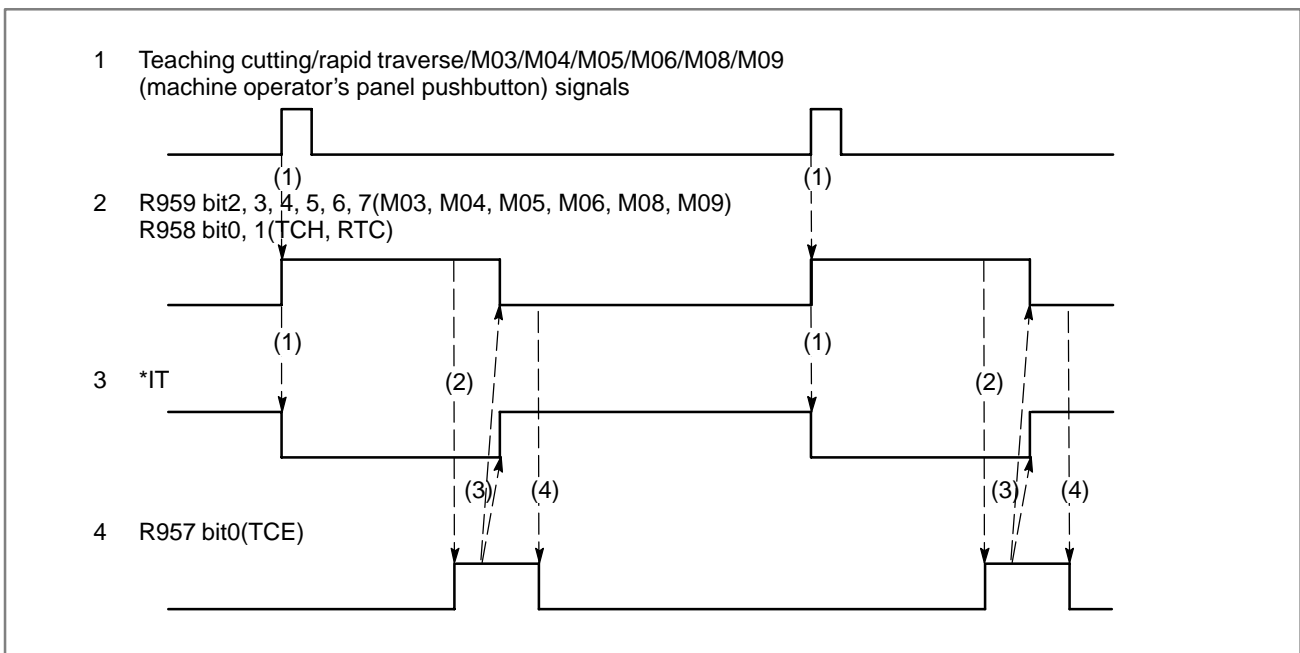 1 Teaching cutting/rapid traverse/M03/M04/M05/M06/M08/M09
(machine operator's panel pushbutton) signals
(1) (1)
2 R959 bit2, 3, 4, 5, 6, 7(M03, M04, M05, M06, M08, M09)
R958 bit0, 1(TCH, RTC)
(1) (1)
3 *IT (2) (2)
(3) (4) (3) (4)
4 R957 bit0(TCE)